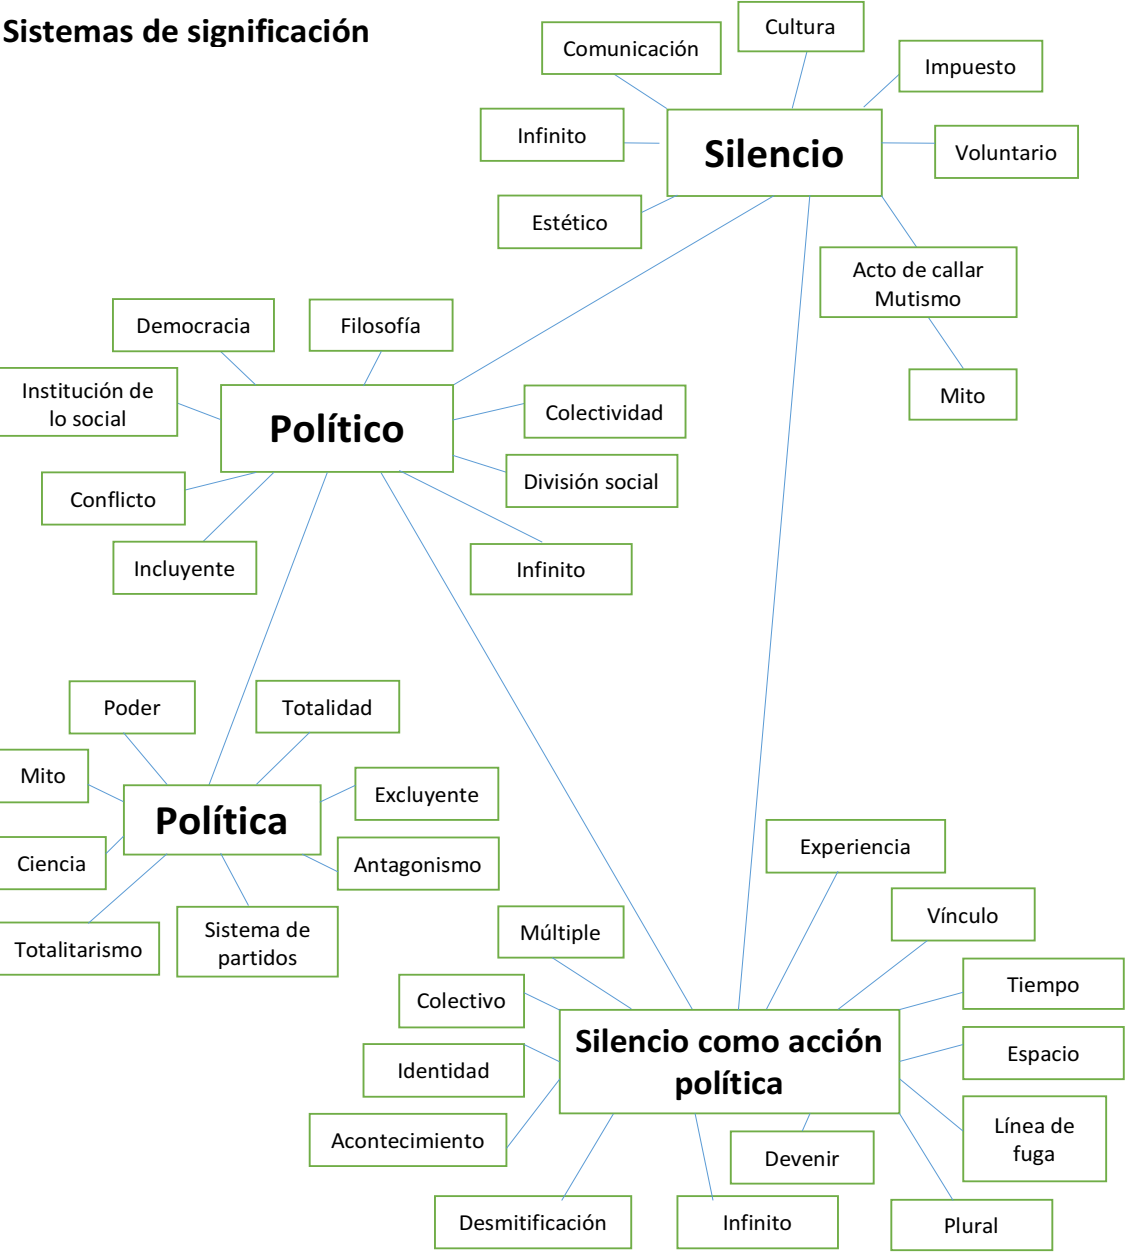 Sistemas de significación
Cultura
Comunicación
Impuesto
Infinito
Silencio
Voluntario
Estético
Acto de callar
Mutismo
Mito
Democracia
Filosofía
Institución de
lo social
Político
Colectividad
División social
Conflicto
Incluyente
Infinito
Poder
Totalidad
Mito
Excluyente
Política
Ciencia
Antagonismo
Totalitarismo
Sistema de
partidos
Experiencia
Vínculo
Múltiple
Tiempo
Colectivo
Silencio como acción
política
Espacio
Identidad
Línea de
fuga
Acontecimiento
Devenir
Desmitificación
Infinito
Plural